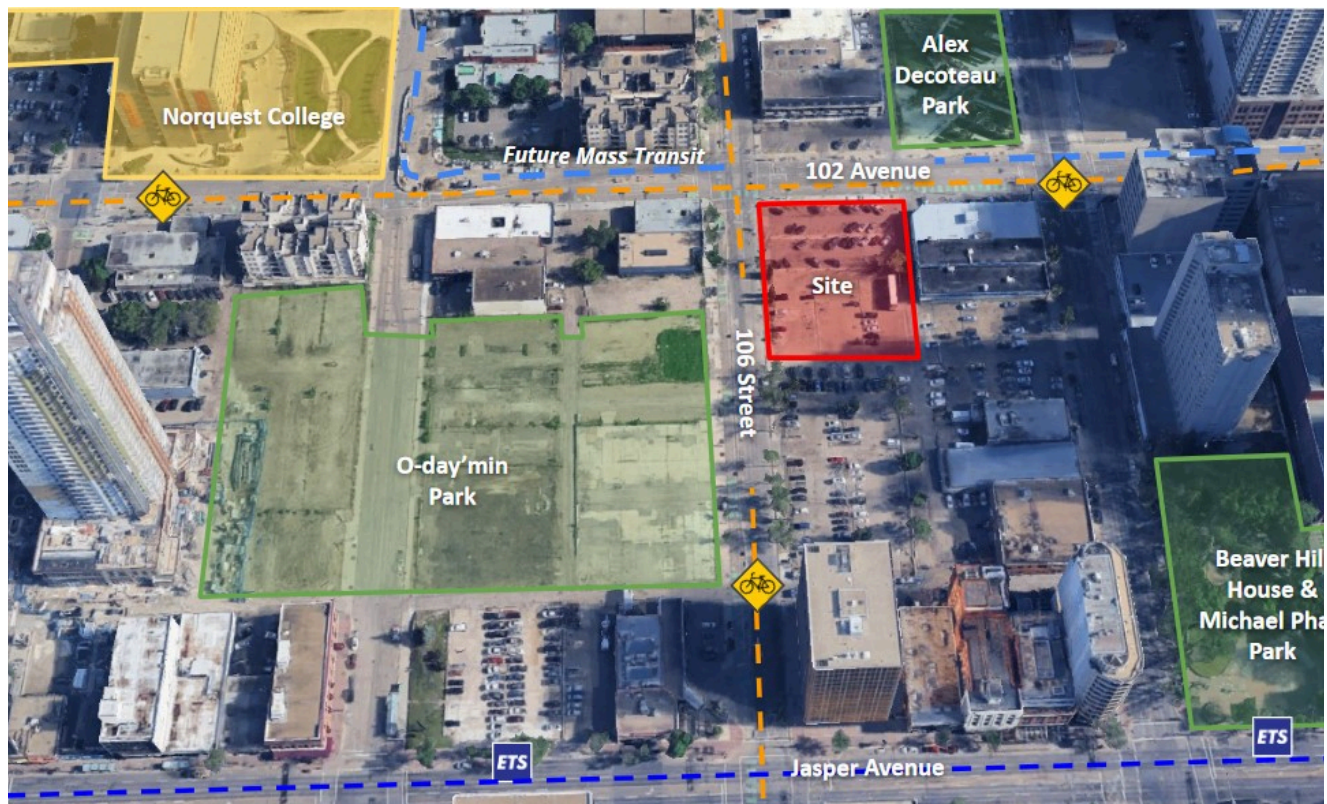 Alex
Decoteau
Park
Norquest College
Future Mass Transit
102 Avenue
Site
106 Street
O-day'min
Park
Beaver Hil
House &
Michael Pha
Park
ETS
ETS
Jasper Avenue